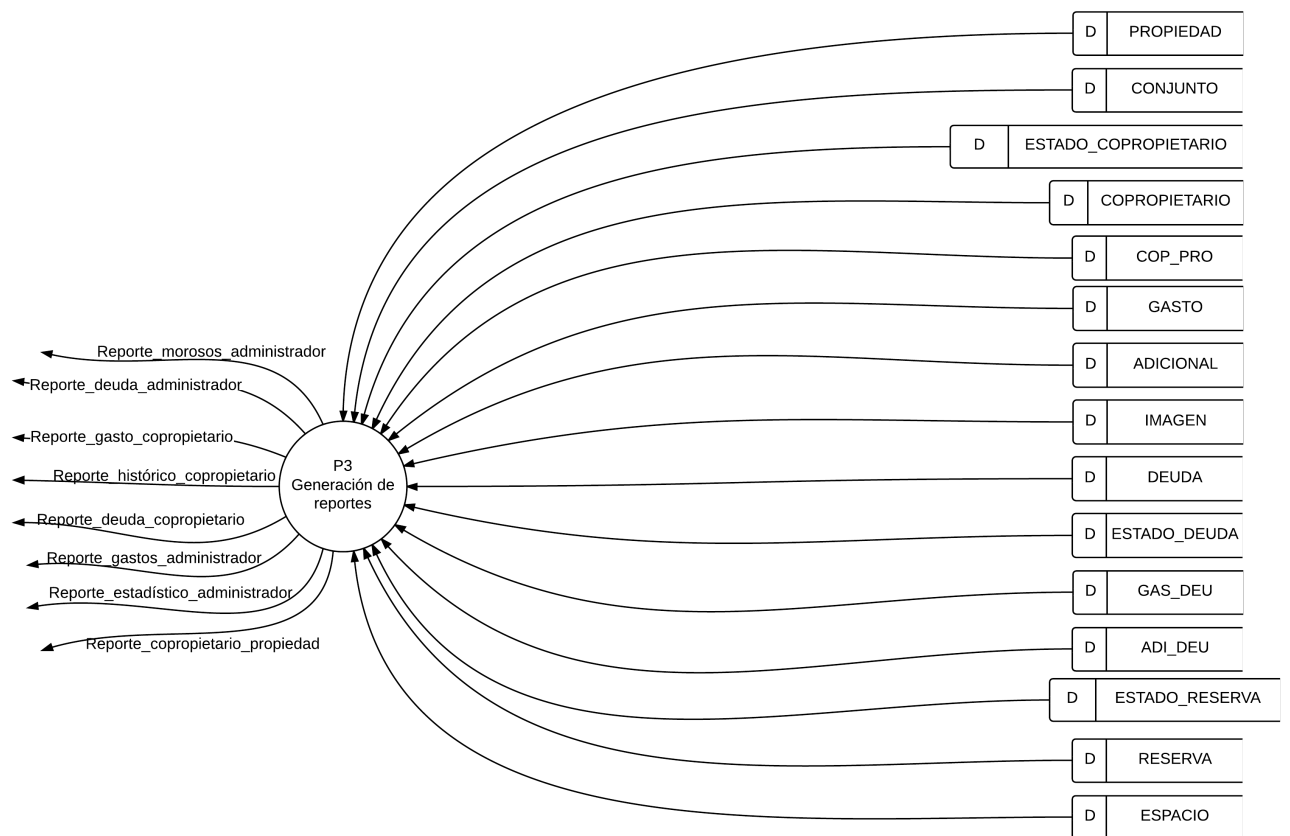 D PROPIEDAD
D CONJUNTO
D ESTADO_COPROPIETARIO
D COPROPIETARIO
D COP_PRO
D GASTO
D ADICIONAL
D IMAGEN
D DEUDA
D ESTADO_DEUDA
D GAS_DEU
D ADI_DEU
D ESTADO_RESERVA
D RESERVA
D ESPACIO
Reporte_morosos_administrador
Reporte_deuda_administrador
Reporte_gasto_copropietario
Reporte_histórico_copropietario
Reporte_deuda_copropietario
Reporte_gastos_administrador
Reporte_estadístico_administrador
Reporte_copropietario_propiedad
P3
Generación de
reportes